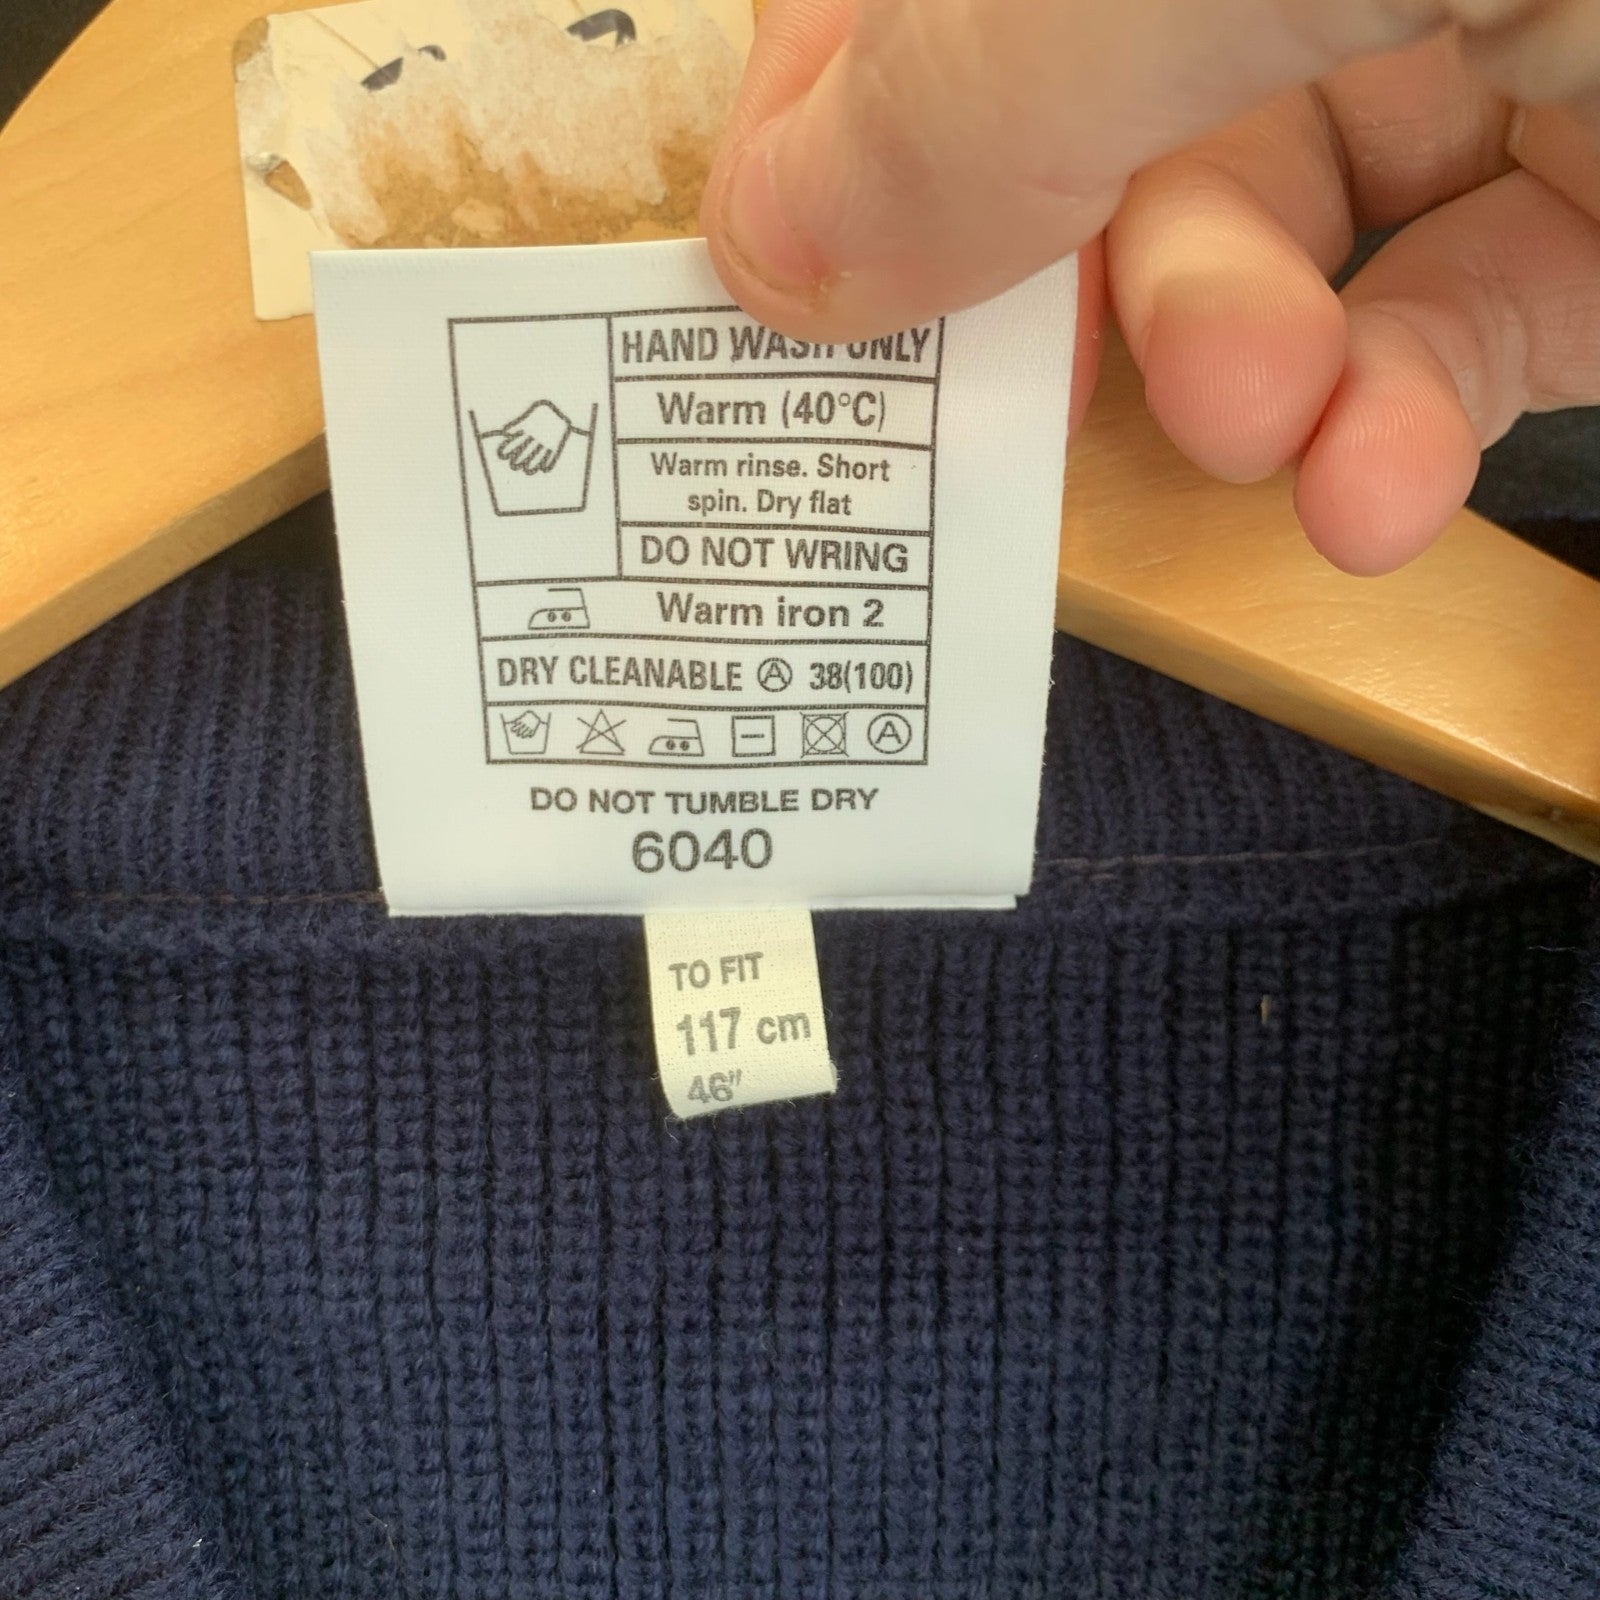 HAND WASH ONLY
Warm (40°C)
Warm rinse. Short
spin. Dry flat
DO NOT WRING
Warm iron 2
DRY CLEANABLE Ⓐ 38(100)
Ⓐ
DO NOT TUMBLE DRY
6040
TO FIT
117 cm
46"